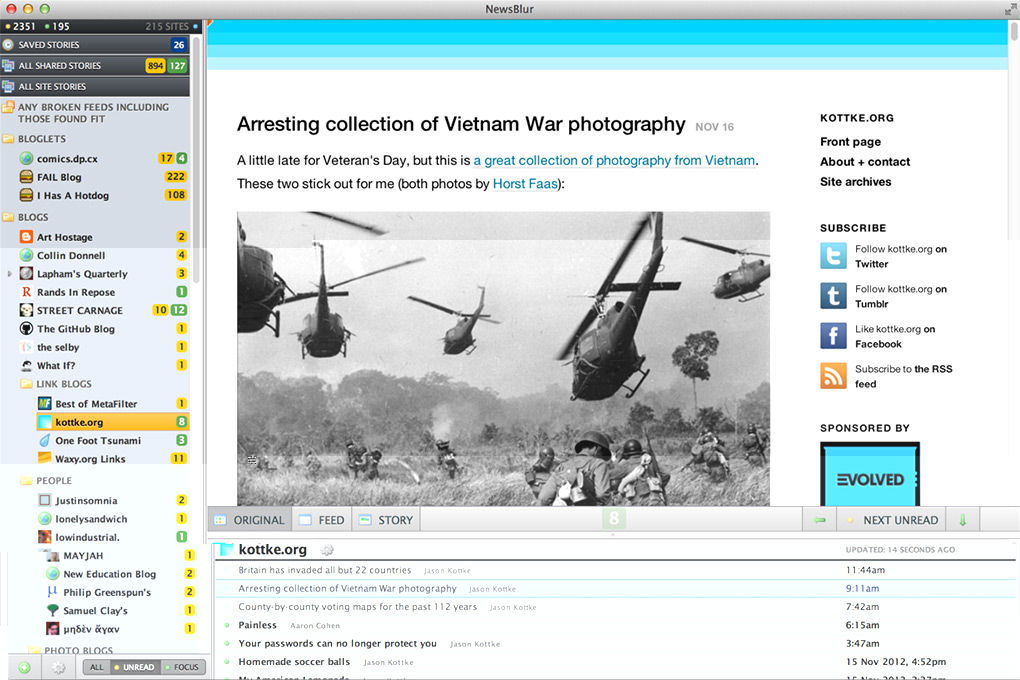 NewsBlur
2351 195 215 SITES
SAVED STORIES 26
ALL SHARED STORIES 894 127
ALL SITE STORIES
ANY BROKEN FEEDS INCLUDING
THOSE FOUND FIT
BLOGLETS
comics.dp.cx 17 4
FAIL Blog 222
I Has A Hotdog 108
BLOGS
Art Hostage 2
Collin Donnell 4
Lapham's Quarterly 3
Rands In Repose 1
STREET CARNAGE 10 12
The GitHub Blog 1
the selby 1
What If? 1
LINK BLOGS
Best of MetaFilter 1
kottke.org 8
One Foot Tsunami 3
Waxy.org Links 11
PEOPLE
Justinsomnia 2
lonelysandwich 1
lowindustrial. 1
MAYJAH 1
New Education Blog 2
Philip Greenspun's 2
Samuel Clay's 1
μηδὲν ἄγαν 1
PHOTO BLOGS
ALL UNREAD FOCUS
Arresting collection of Vietnam War photography NOV 16
A little late for Veteran's Day, but this is a great collection of photography from Vietnam.
These two stick out for me (both photos by Horst Faas):
KOTTKE.ORG
Front page
About + contact
Site archives
SUBSCRIBE
Follow kottke.org on
Twitter
Follow kottke.org on
Tumblr
Like kottke.org on
Facebook
Subscribe to the RSS
feed
SPONSORED BY
EVOLVED
ORIGINAL FEED STORY 8 NEXT UNREAD
kottke.org UPDATED: 14 SECONDS AGO
Britain has invaded all but 22 countries Jason Kottke 11:44am
Arresting collection of Vietnam War photography Jason Kottke 9:11am
County-by-county voting maps for the past 112 years Jason Kottke 7:42am
Painless Aaron Cohen 6:15am
Your passwords can no longer protect you Jason Kottke 3:47am
Homemade soccer balls Jason Kottke 15 Nov 2012, 4:52pm